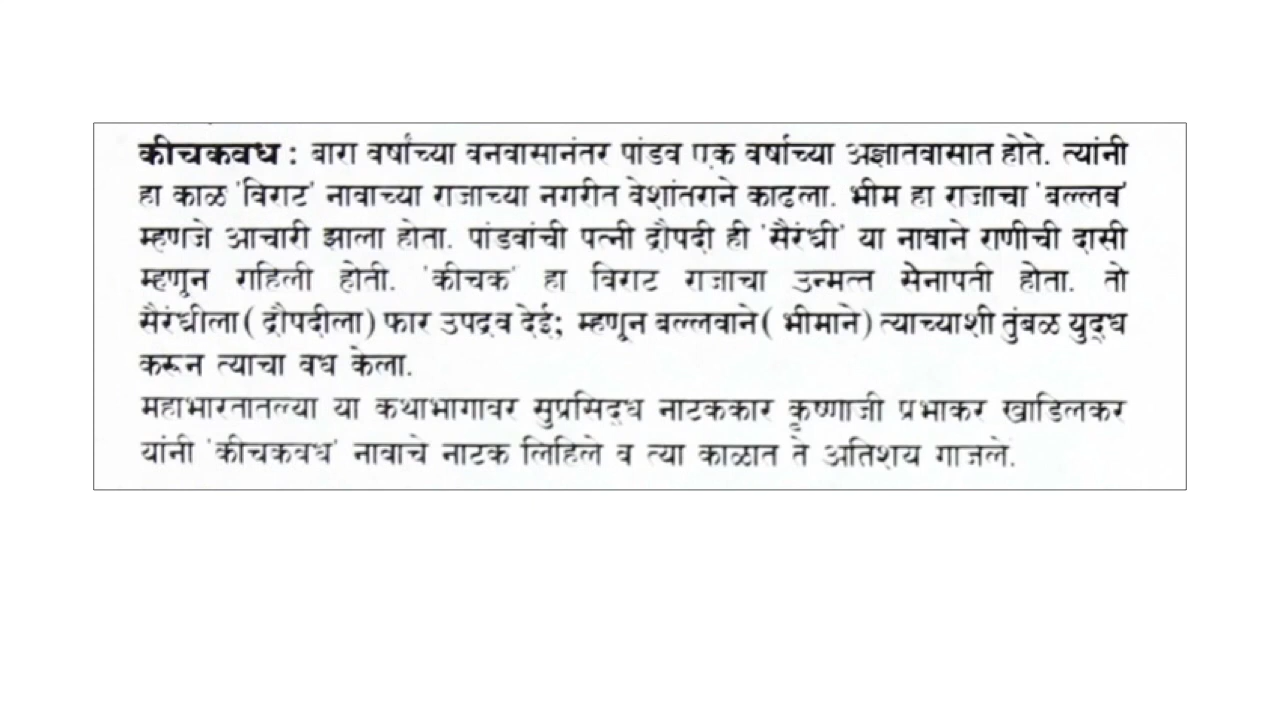 कीचकवध : बारा वर्षांच्या वनवासानंतर पांडव एक वर्षाच्या अज्ञातवासात होते. त्यांनी
हा काळ 'विराट' नावाच्या राजाच्या नगरीत वेशांतराने काढला. भीम हा राजाचा 'बल्लव'
म्हणजे आचारी झाला होता. पांडवांची पत्नी द्रौपदी ही 'सैरंध्री' या नावाने राणीची दासी
म्हणून राहिली होती. 'कीचक' हा विराट राजाचा उन्मत्त सेनापती होता. तो
सैरंध्रीला ( द्रौपदीला ) फार उपद्रव देई; म्हणून बल्लवाने ( भीमाने ) त्याच्याशी तुंबळ युद्ध
करून त्याचा वध केला.
महाभारतातल्या या कथाभागावर सुप्रसिद्ध नाटककार कृष्णाजी प्रभाकर खाडिलकर
यांनी 'कीचकवध' नावाचे नाटक लिहिले व त्या काळात ते अतिशय गाजले.